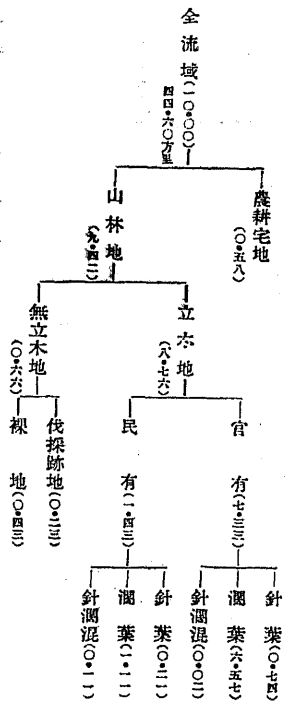 全流域(一〇・〇〇)
四四・六〇方里
農耕宅地(〇・五八)
山林地(九・四二)
立木地(八・七六)
無立木地(〇・六六)
官有(七・三三)
民有(一・四三)
伐採跡地(〇・二三)
裸地(〇・四三)
針葉(〇・七四)
濶葉(六・五七)
針濶混(〇・〇二)
針葉(〇・二一)
濶葉(一・一一)
針濶混(〇・一一)